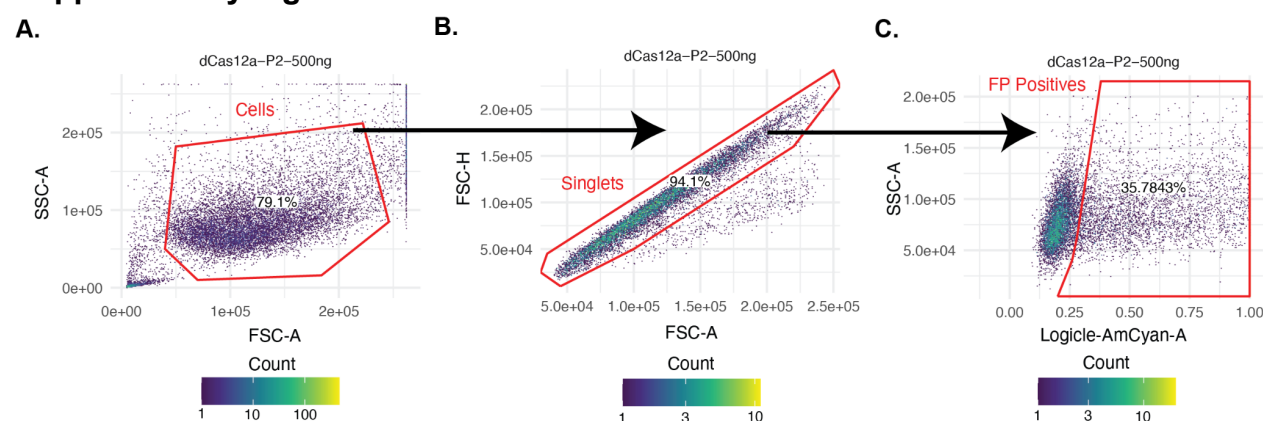 A.
dCas12a–P2–500ng
Cells
79.1%
SSC-A
2e+05
1e+05
0e+00
0e+00 1e+05 2e+05
FSC-A
Count
1 10 100
B.
dCas12a–P2–500ng
Singlets
94.1%
FSC-H
2.0e+05
1.5e+05
1.0e+05
5.0e+04
5.0e+04 1.0e+05 1.5e+05 2.0e+05 2.5e+05
FSC-A
Count
1 3 10
C.
dCas12a–P2–500ng
FP Positives
35.7843%
SSC-A
2.0e+05
1.5e+05
1.0e+05
5.0e+04
0.00 0.25 0.50 0.75 1.00
Logicle-AmCyan-A
Count
1 3 10